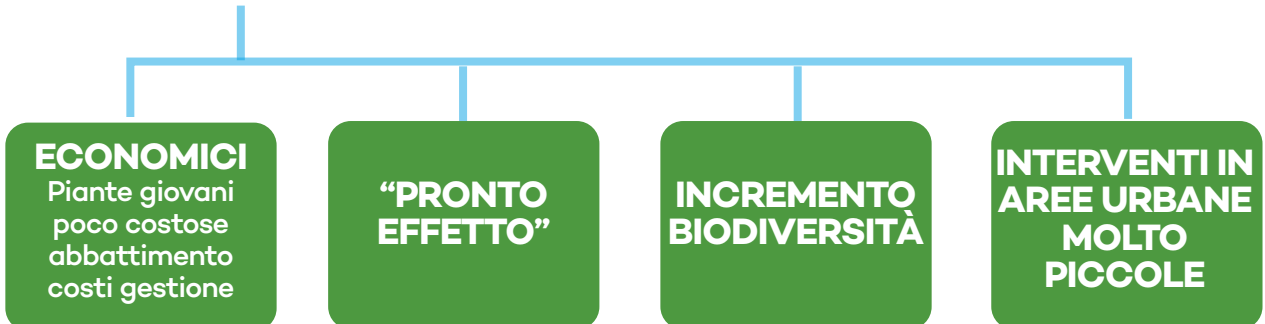 ECONOMICI
Piante giovani
poco costose
abbattimento
costi gestione
“PRONTO
EFFETTO”
INCREMENTO
BIODIVERSITÀ
INTERVENTI IN
AREE URBANE
MOLTO
PICCOLE